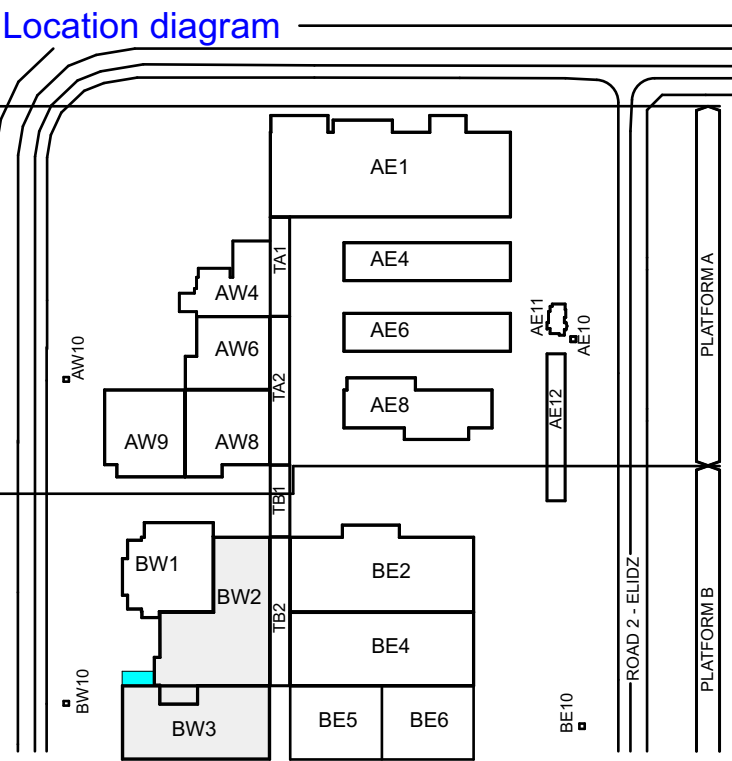 Location diagram
AE1
TA1
AE4
PLATFORM A
AW4
AE11
AE6
AE10
AW6
AW10
TA2
AE8
AE12
AW9
AW8
TB1
BW1
BE2
BW2
ROAD 2 - ELIDZ
PLATFORM B
TB2
BE4
BW10
BE10
BW3
BE5
BE6